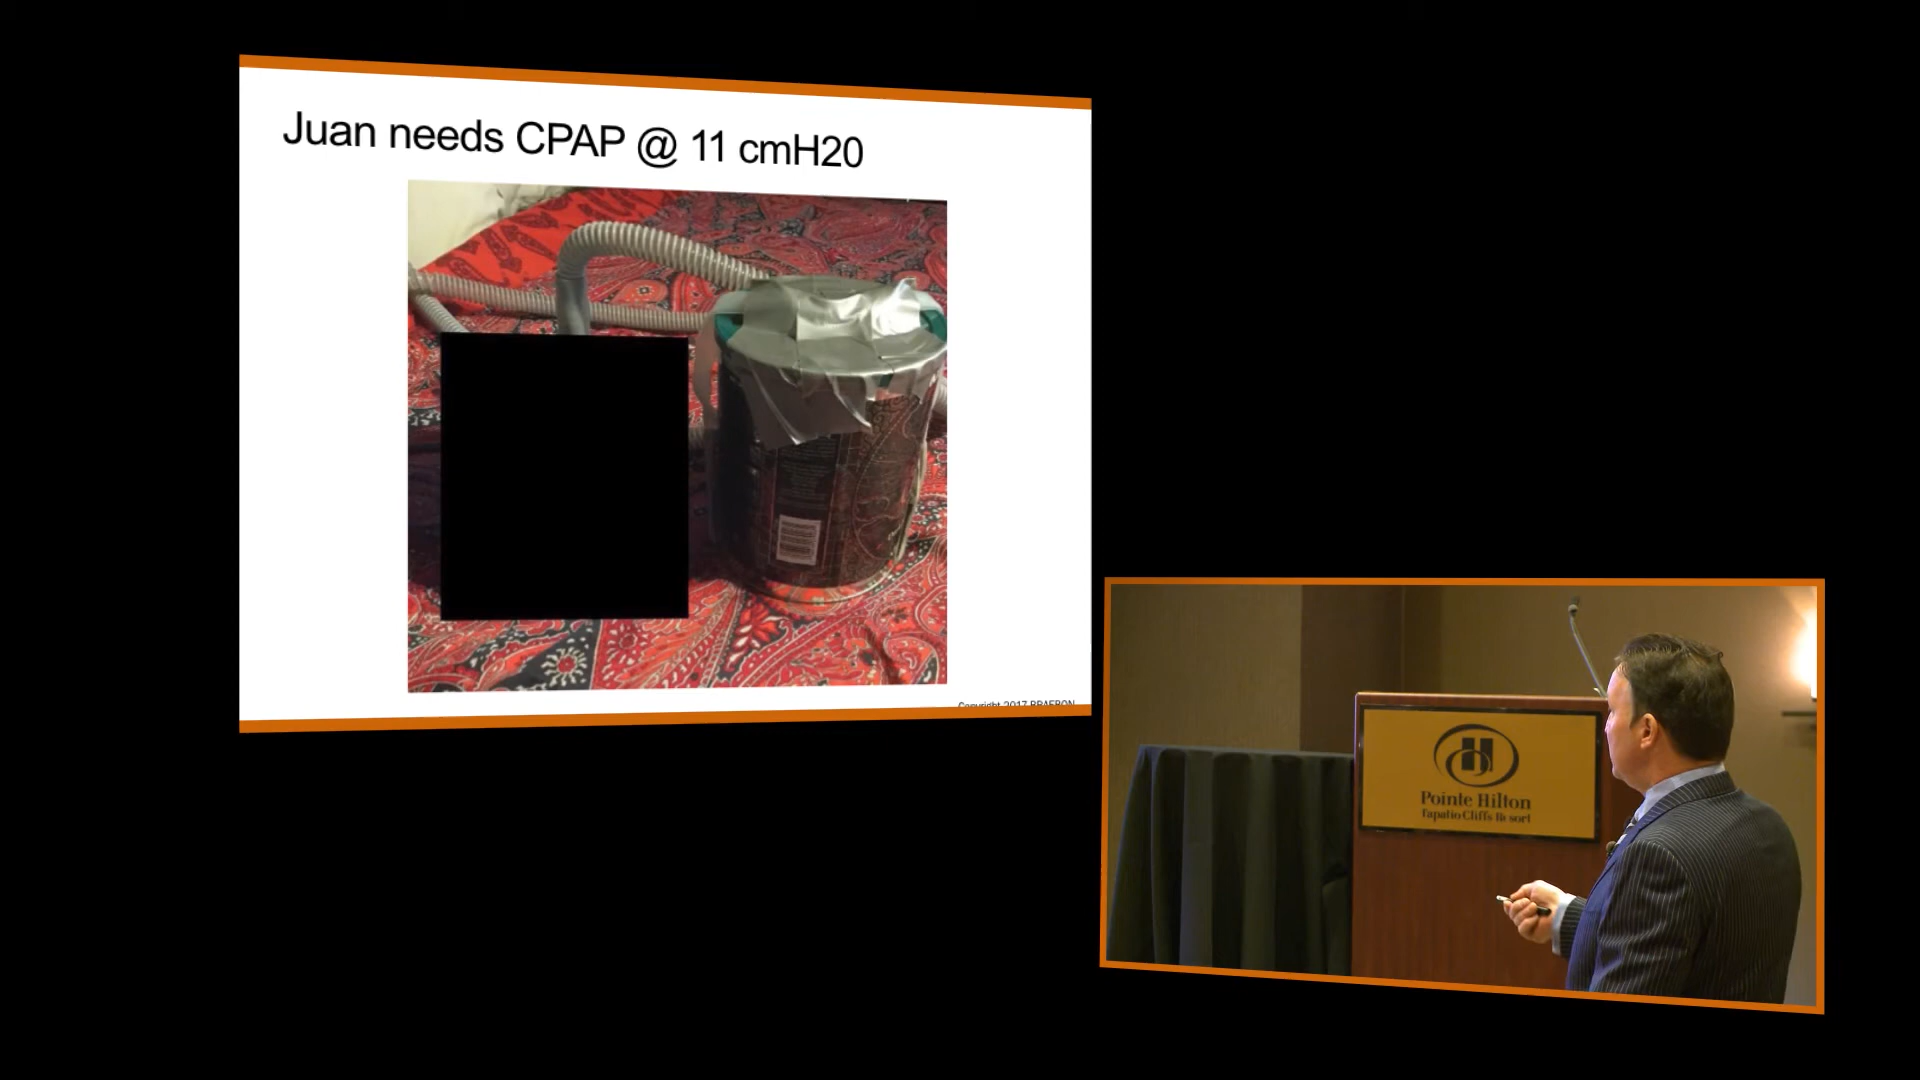 Juan needs CPAP @ 11 cmH20
Copyright 2017 BRAEBON
Pointe Hilton
Tapatio Cliffs Resort